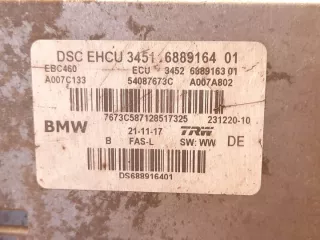 DSC EHCU 3451 6889164 01
EBC460 ECU 3452 6889163 01
A007C133 54087673C A007A802
BMW 7673C587128517325 231220-10
21-11-17 TRW
B FAS-L SW: WW DE
DS688916401